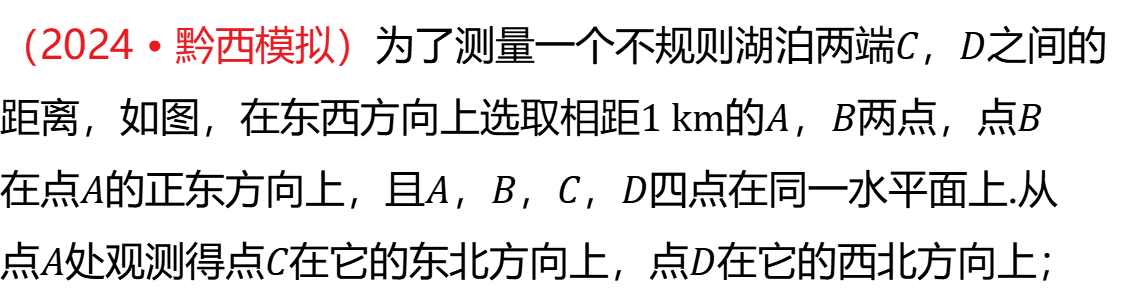 （2024·黔西模拟）为了测量一个不规则湖泊两端C，D之间的
距离，如图，在东西方向上选取相距1 km的A，B两点，点B
在点A的正东方向上，且A，B，C，D四点在同一水平面上.从
点A处观测得点C在它的东北方向上，点D在它的西北方向上；